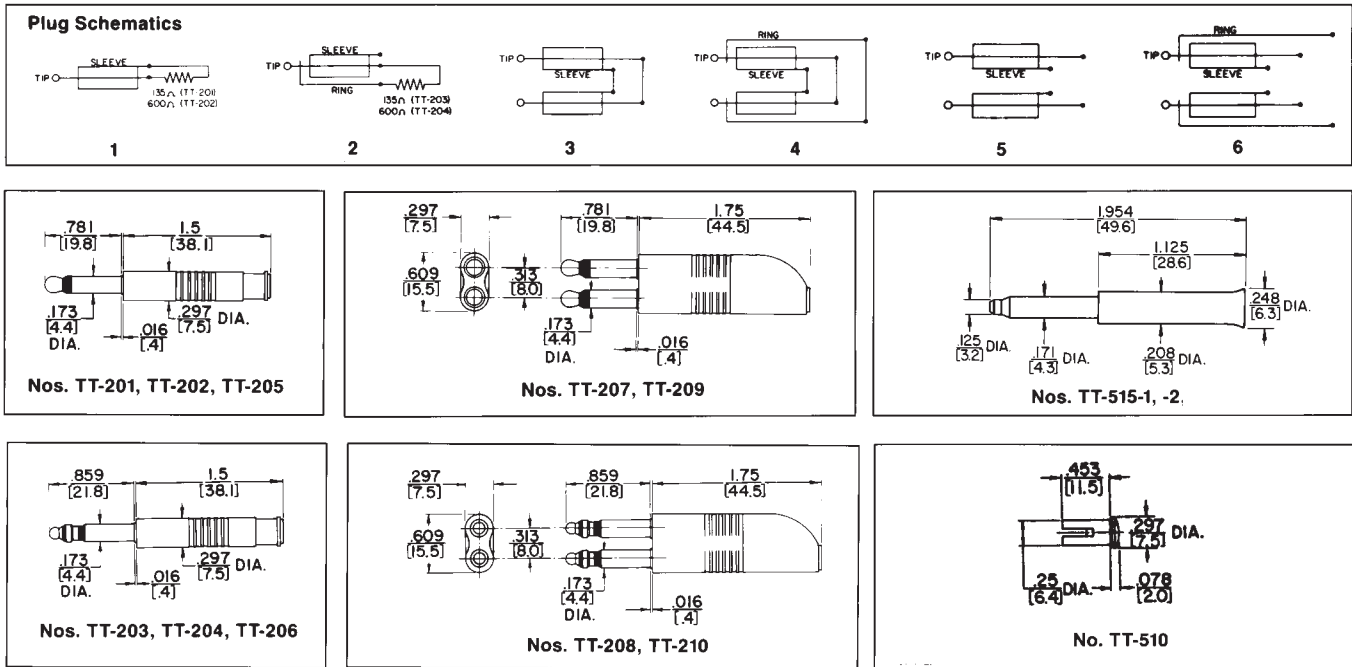 Plug Schematics
SLEEVE
TIP
135Ω (TT-201)
600Ω (TT-202)
1
SLEEVE
TIP
RING
135Ω (TT-203)
600Ω (TT-204)
2
TIP
SLEEVE
3
RING
TIP
SLEEVE
4
TIP
SLEEVE
5
RING
TIP
SLEEVE
6
.781
[19.8]
1.5
[38.1]
.173
[4.4]
DIA.
.016
[.4]
.297
[7.5] DIA.
Nos. TT-201, TT-202, TT-205
.297
[7.5]
.781
[19.8]
1.75
[44.5]
.609
[15.5]
.313
[8.0]
.173
[4.4]
DIA.
.016
[.4]
Nos. TT-207, TT-209
1.954
[49.6]
1.125
[28.6]
.248
[6.3] DIA.
.125
[3.2] DIA.
.171
[4.3] DIA.
.208
[5.3] DIA.
Nos. TT-515-1, -2,
.859
[21.8]
1.5
[38.1]
.173
[4.4]
DIA.
.016
[.4]
.297
[7.5] DIA.
Nos. TT-203, TT-204, TT-206
.297
[7.5]
.859
[21.8]
1.75
[44.5]
.609
[15.5]
.313
[8.0]
.173
[4.4]
DIA.
.016
[.4]
Nos. TT-208, TT-210
.453
[11.5]
.297
[7.5] DIA.
.25
[6.4] DIA.
.078
[2.0]
No. TT-510